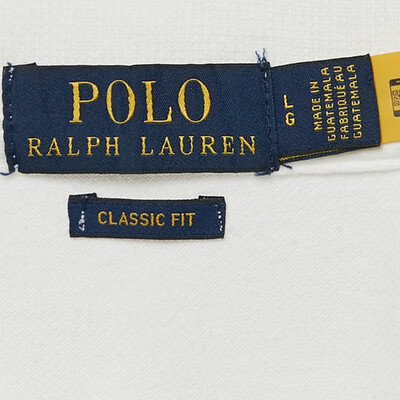 POLO
RALPH LAUREN
L
G
MADE IN
GUATEMALA
FABRIQUÉ AU
GUATEMALA
CLASSIC FIT